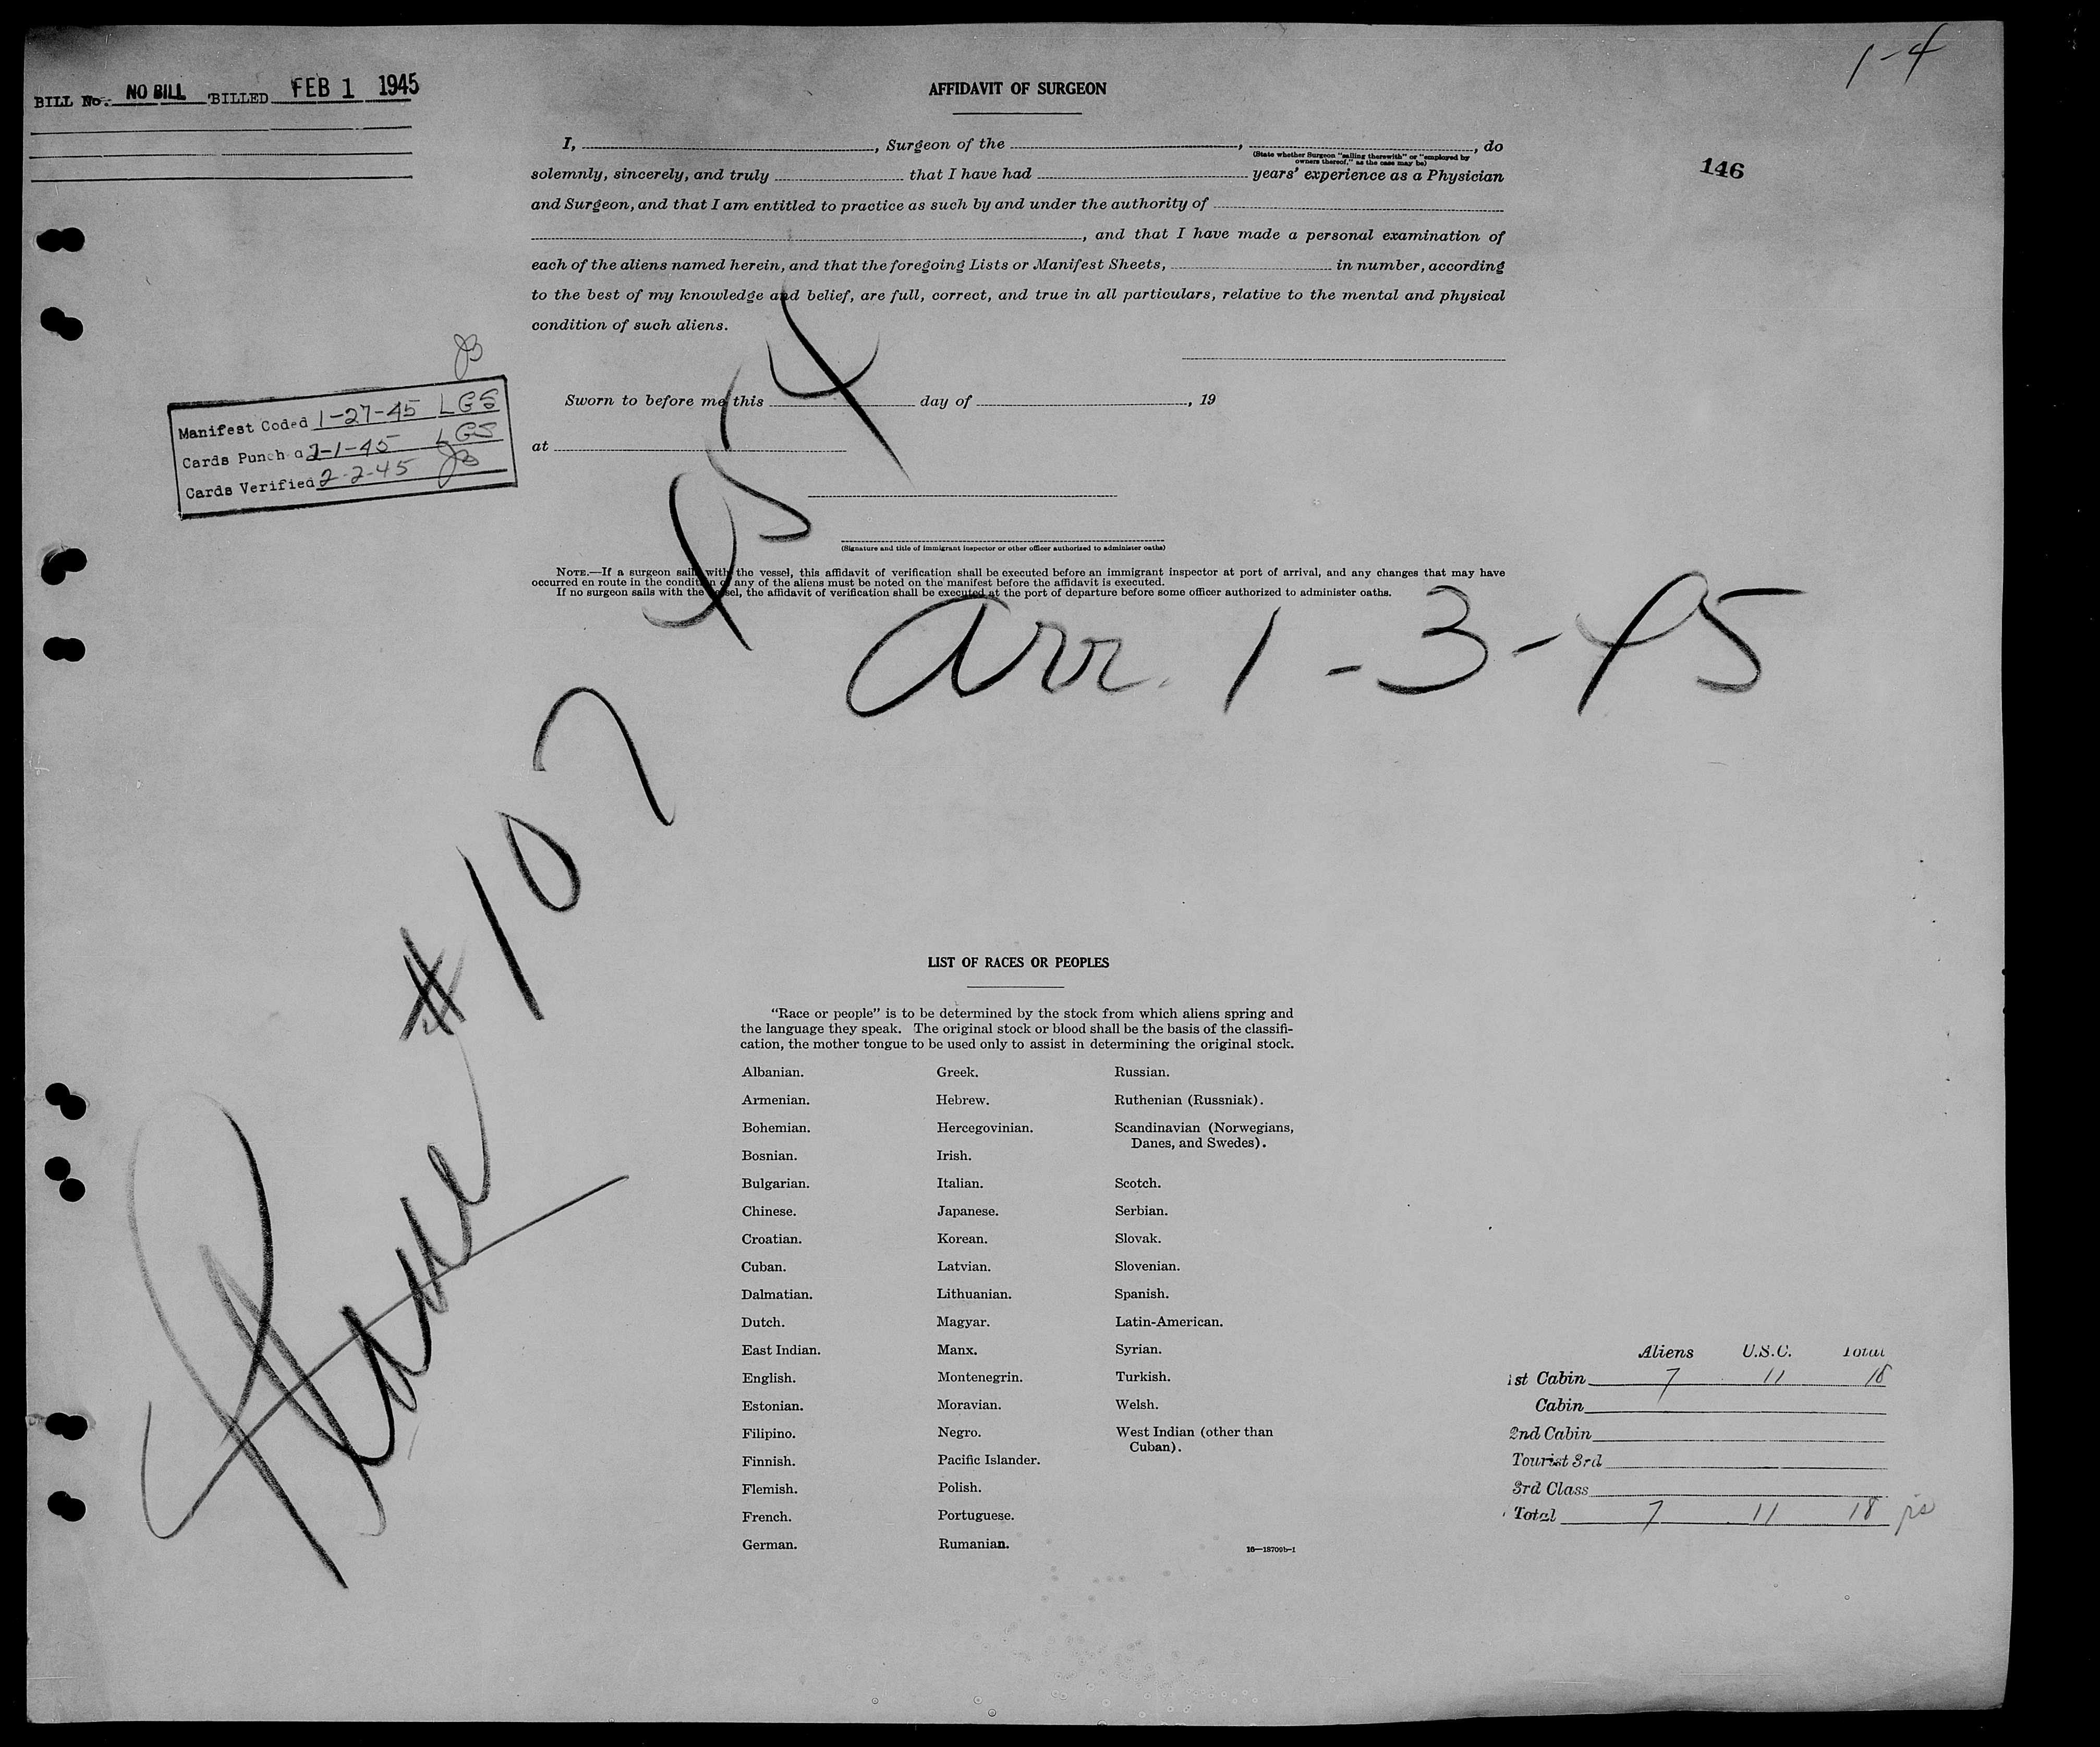 1-4
BILL No. NO BILL BILLED FEB 1 1945
AFFIDAVIT OF SURGEON
I, , Surgeon of the , , do
(State whether Surgeon "sailing therewith" or "employed by
owners thereof," as the case may be)
146
solemnly, sincerely, and truly that I have had years' experience as a Physician
and Surgeon, and that I am entitled to practice as such by and under the authority of
, and that I have made a personal examination of
each of the aliens named herein, and that the foregoing Lists or Manifest Sheets, in number, according
to the best of my knowledge and belief, are full, correct, and true in all particulars, relative to the mental and physical
condition of such aliens.
Sworn to before me this day of , 19
at
JB
Manifest Coded 1-27-45 LGS
Cards Punch d 2-1-45 LGS
Cards Verified 2-2-45 JB
(Signature and title of immigrant inspector or other officer authorized to administer oaths)
NOTE.—If a surgeon sails with the vessel, this affidavit of verification shall be executed before an immigrant inspector at port of arrival, and any changes that may have
occurred en route in the condition of any of the aliens must be noted on the manifest before the affidavit is executed.
If no surgeon sails with the vessel, the affidavit of verification shall be executed at the port of departure before some officer authorized to administer oaths.
arr. 1-3-45
Plane #107
LIST OF RACES OR PEOPLES
"Race or people" is to be determined by the stock from which aliens spring and
the language they speak. The original stock or blood shall be the basis of the classifi-
cation, the mother tongue to be used only to assist in determining the original stock.
Albanian. Greek. Russian.
Armenian. Hebrew. Ruthenian (Russniak).
Bohemian. Hercegovinian. Scandinavian (Norwegians,
Danes, and Swedes).
Bosnian. Irish.
Bulgarian. Italian. Scotch.
Chinese. Japanese. Serbian.
Croatian. Korean. Slovak.
Cuban. Latvian. Slovenian.
Dalmatian. Lithuanian. Spanish.
Dutch. Magyar. Latin-American.
East Indian. Manx. Syrian.
English. Montenegrin. Turkish.
Estonian. Moravian. Welsh.
Filipino. Negro. West Indian (other than
Cuban).
Finnish. Pacific Islander.
Flemish. Polish.
French. Portuguese.
German. Rumanian.
16—18709b-1
Aliens U.S.C. Total
1st Cabin 7 11 18
Cabin
2nd Cabin
Tourist 3rd
3rd Class
Total 7 11 18 js